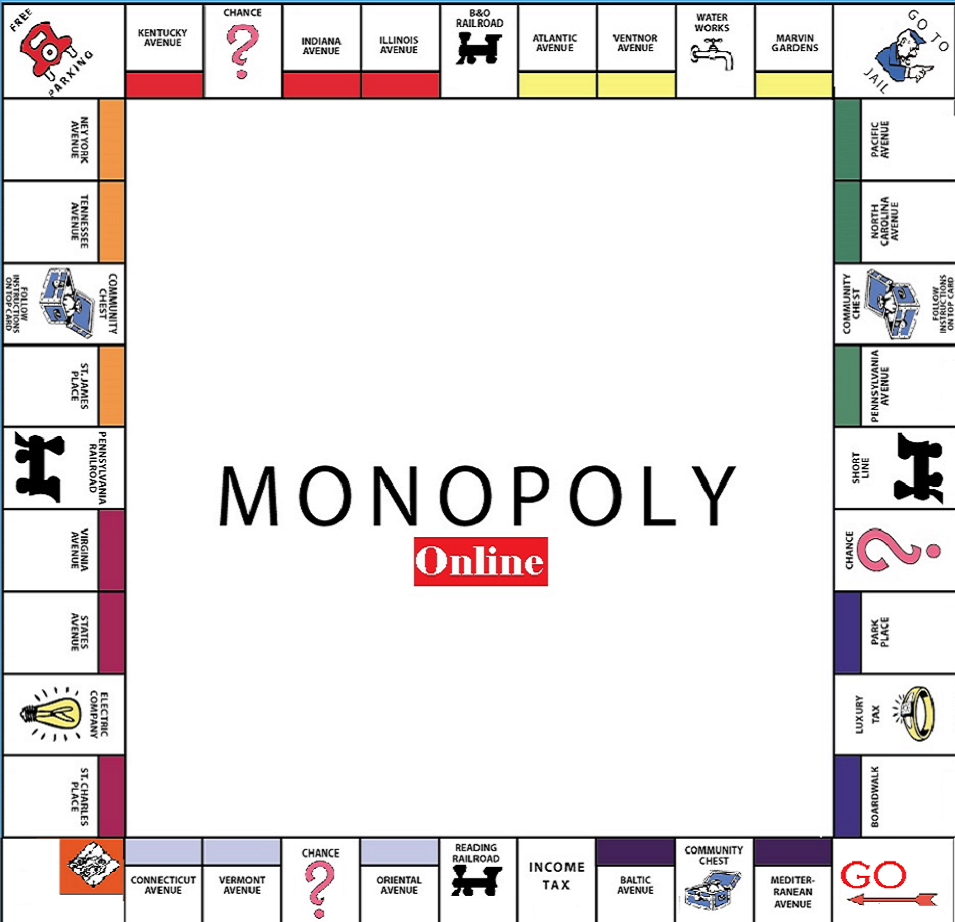 FREE
PARKING
KENTUCKY
AVENUE
CHANCE
INDIANA
AVENUE
ILLINOIS
AVENUE
B&O
RAILROAD
ATLANTIC
AVENUE
VENTNOR
AVENUE
WATER
WORKS
MARVIN
GARDENS
GO TO
JAIL
NEY YORK
AVENUE
TENNESSEE
AVENUE
COMMUNITY
CHEST
FOLLOW
INSTRUCTIONS
ON TOP CARD
ST. JAMES
PLACE
PENNSYLVANIA
RAILROAD
VIRGINIA
AVENUE
STATES
AVENUE
ELECTRIC
COMPANY
ST. CHARLES
PLACE
MONOPOLY
Online
PACIFIC
AVENUE
NORTH
CAROLINA
AVENUE
COMMUNITY
CHEST
FOLLOW
INSTRUCTIONS
ON TOP CARD
PENNSYLVANIA
AVENUE
SHORT
LINE
CHANCE
PARK
PLACE
LUXURY
TAX
BOARDWALK
CONNECTICUT
AVENUE
VERMONT
AVENUE
CHANCE
ORIENTAL
AVENUE
READING
RAILROAD
INCOME
TAX
BALTIC
AVENUE
COMMUNITY
CHEST
MEDITER-
RANEAN
AVENUE
GO